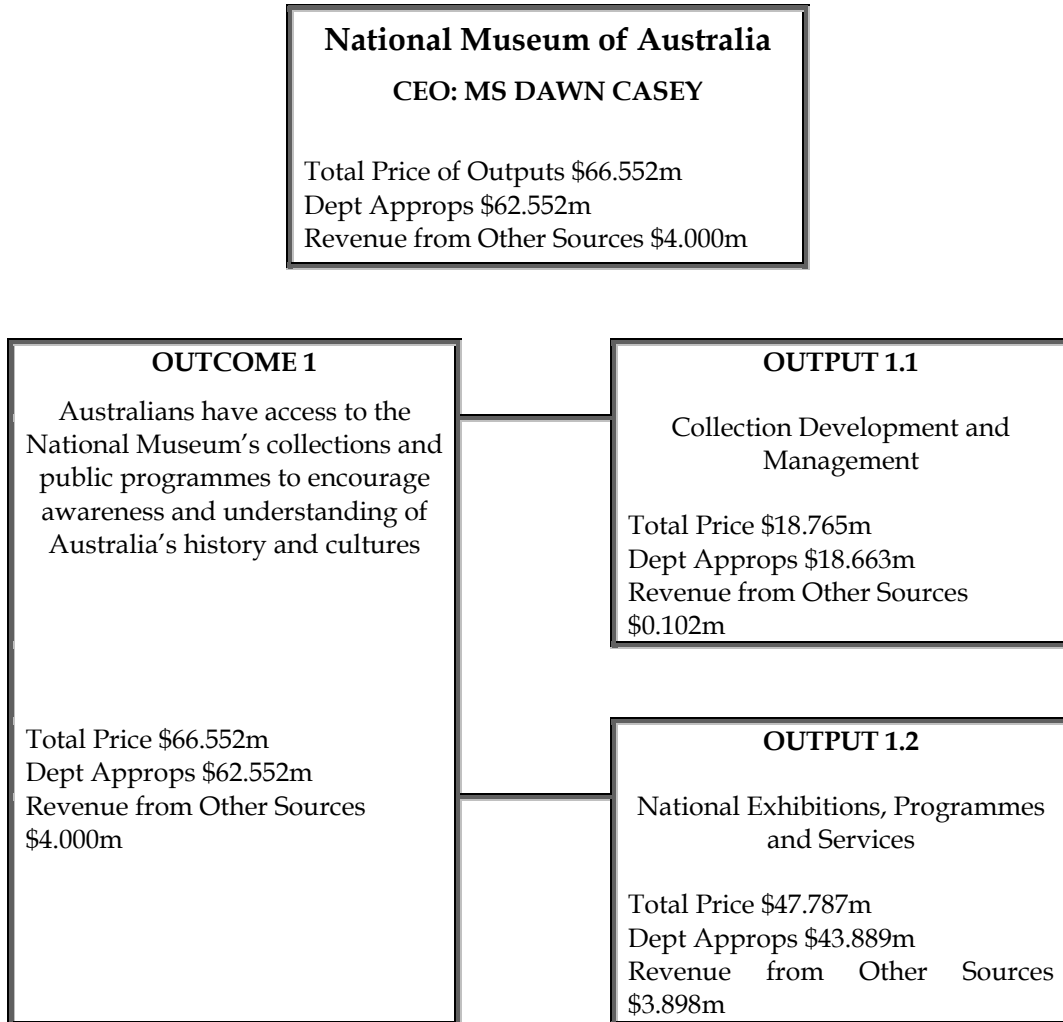 National Museum of Australia
CEO: MS DAWN CASEY
Total Price of Outputs $66.552m
Dept Approps $62.552m
Revenue from Other Sources $4.000m
OUTCOME 1
Australians have access to the
National Museum’s collections and
public programmes to encourage
awareness and understanding of
Australia’s history and cultures
Total Price $66.552m
Dept Approps $62.552m
Revenue from Other Sources
$4.000m
OUTPUT 1.1
Collection Development and
Management
Total Price $18.765m
Dept Approps $18.663m
Revenue from Other Sources
$0.102m
OUTPUT 1.2
National Exhibitions, Programmes
and Services
Total Price $47.787m
Dept Approps $43.889m
Revenue from Other Sources
$3.898m